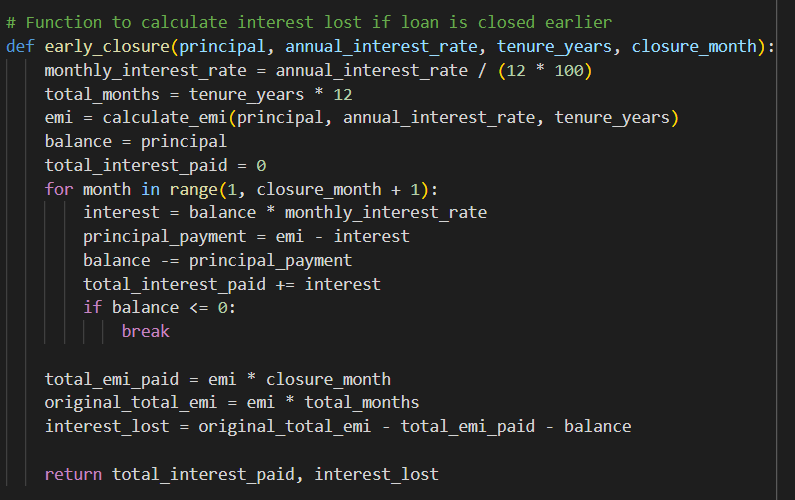 # Function to calculate interest lost if loan is closed earlier
def early_closure(principal, annual_interest_rate, tenure_years, closure_month):
    monthly_interest_rate = annual_interest_rate / (12 * 100)
    total_months = tenure_years * 12
    emi = calculate_emi(principal, annual_interest_rate, tenure_years)
    balance = principal
    total_interest_paid = 0
    for month in range(1, closure_month + 1):
        interest = balance * monthly_interest_rate
        principal_payment = emi - interest
        balance -= principal_payment
        total_interest_paid += interest
        if balance <= 0:
            break

    total_emi_paid = emi * closure_month
    original_total_emi = emi * total_months
    interest_lost = original_total_emi - total_emi_paid - balance

    return total_interest_paid, interest_lost